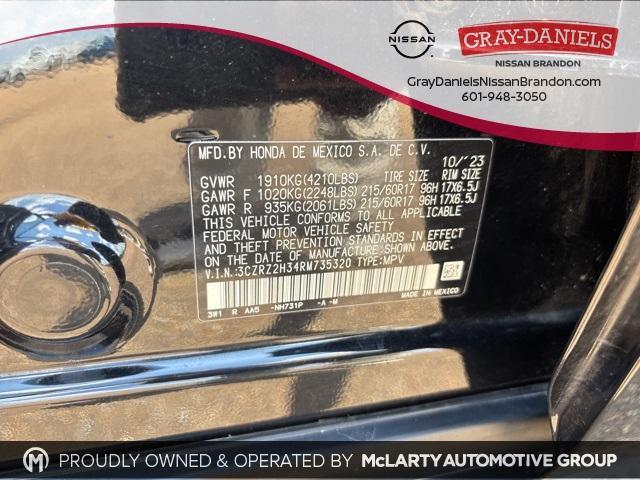 NISSAN
GRAY-DANIELS
NISSAN BRANDON
GrayDanielsNissanBrandon.com
601-948-3050
MFD.BY HONDA DE MEXICO S.A. DE C.V.
10/'23
GVWR 1910KG(4210LBS) TIRE SIZE RIM SIZE
GAWR F 1020KG(2248LBS) 215/60R17 96H 17X6.5J
GAWR R 935KG(2061LBS) 215/60R17 96H 17X6.5J
THIS VEHICLE CONFORMS TO ALL APPLICABLE
FEDERAL MOTOR VEHICLE SAFETY
AND THEFT PREVENTION STANDARDS IN EFFECT
ON THE DATE OF MANUFACTURE SHOWN ABOVE.
V.I.N.:3CZRZ2H34RM735320 TYPE:MPV
3W1 R AA5 -NH731P -A -M
MADE IN MEXICO
PROUDLY OWNED & OPERATED BY McLARTY AUTOMOTIVE GROUP